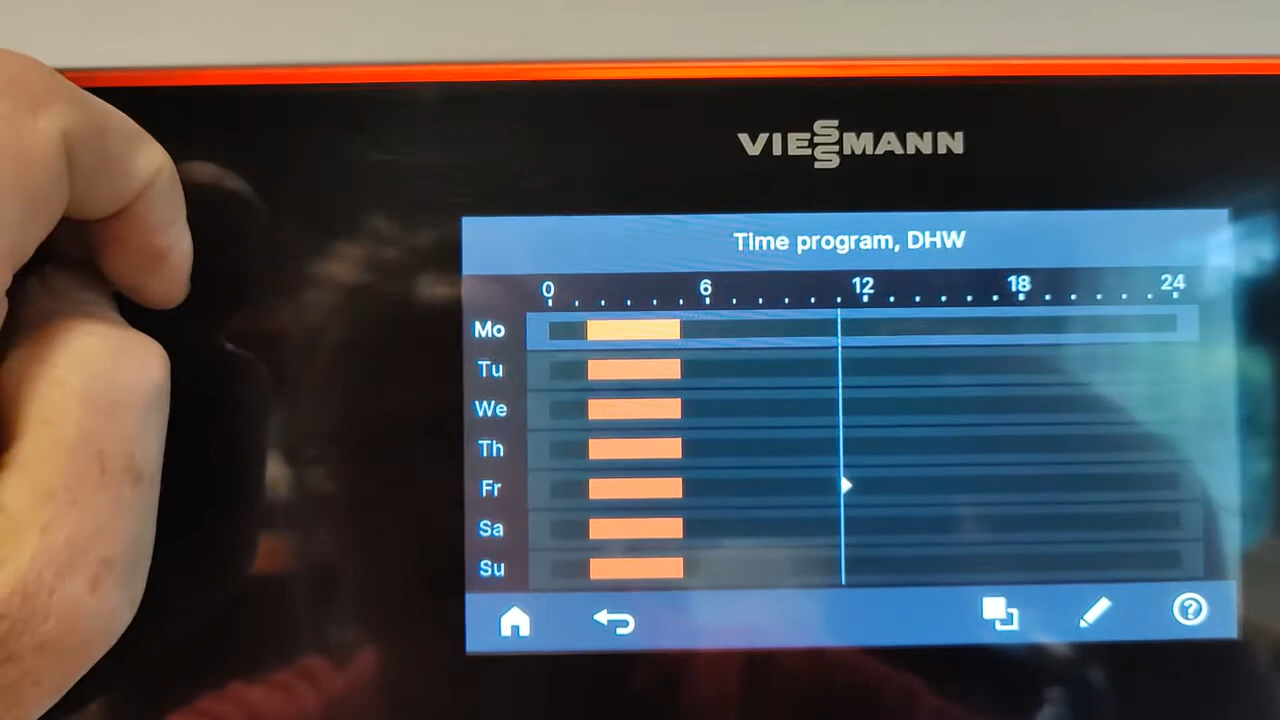 VIESSMANN
Time program, DHW
0 6 12 18 24
Mo
Tu
We
Th
Fr
Sa
Su
?